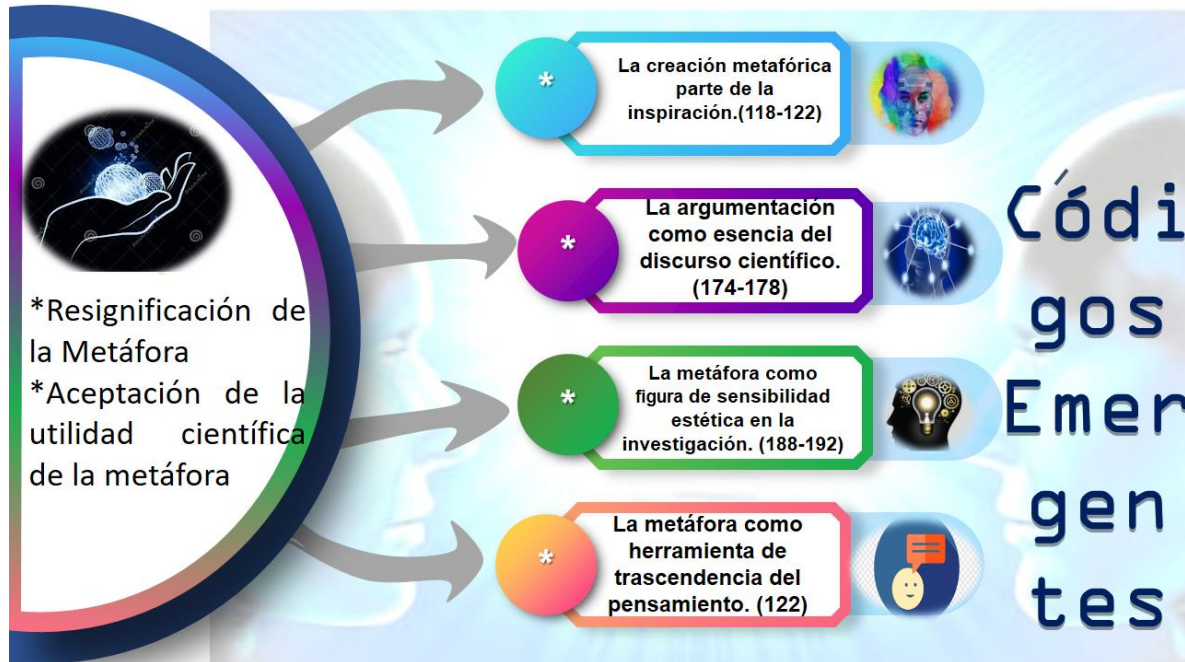 *Resignificación de
la Metáfora
*Aceptación de la
utilidad científica
de la metáfora
*
La creación metafórica
parte de la
inspiración.(118-122)
*
La argumentación
como esencia del
discurso científico.
(174-178)
*
La metáfora como
figura de sensibilidad
estética en la
investigación. (188-192)
*
La metáfora como
herramienta de
trascendencia del
pensamiento. (122)
Códi
gos
Emer
gen
tes